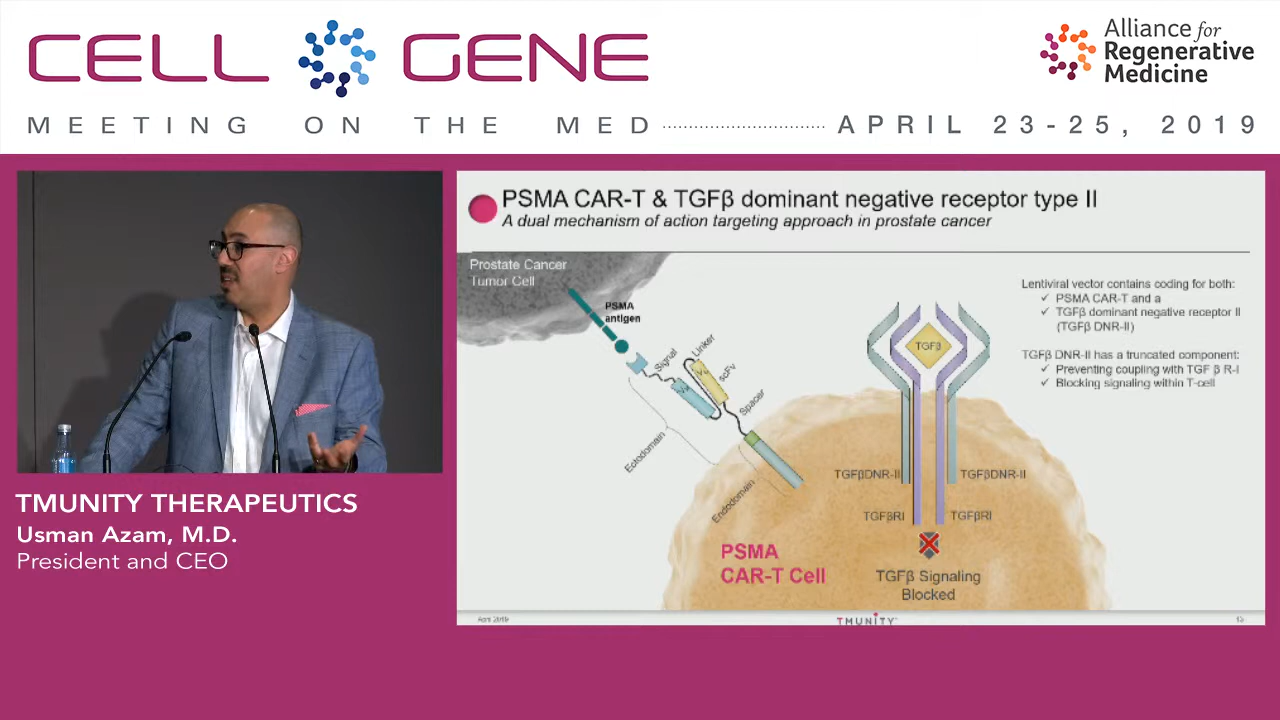 CELL GENE
Alliance for
Regenerative
Medicine
MEETING ON THE MED
APRIL 23-25, 2019
PSMA CAR-T & TGFβ dominant negative receptor type II
A dual mechanism of action targeting approach in prostate cancer
Prostate Cancer
Tumor Cell
PSMA
antigen
Signal
Linker
scFv
Spacer
Ectodomain
Endodomain
PSMA
CAR-T Cell
TGFβ
TGFβDNR-II
TGFβDNR-II
TGFβRI
TGFβRI
TGFβ Signaling
Blocked
Lentiviral vector contains coding for both:
✓ PSMA CAR-T and a
✓ TGFβ dominant negative receptor II
(TGFβ DNR-II)
TGFβ DNR-II has a truncated component:
✓ Preventing coupling with TGF β R-I
✓ Blocking signaling within T-cell
April 2019
TMUNITY
TMUNITY THERAPEUTICS
Usman Azam, M.D.
President and CEO